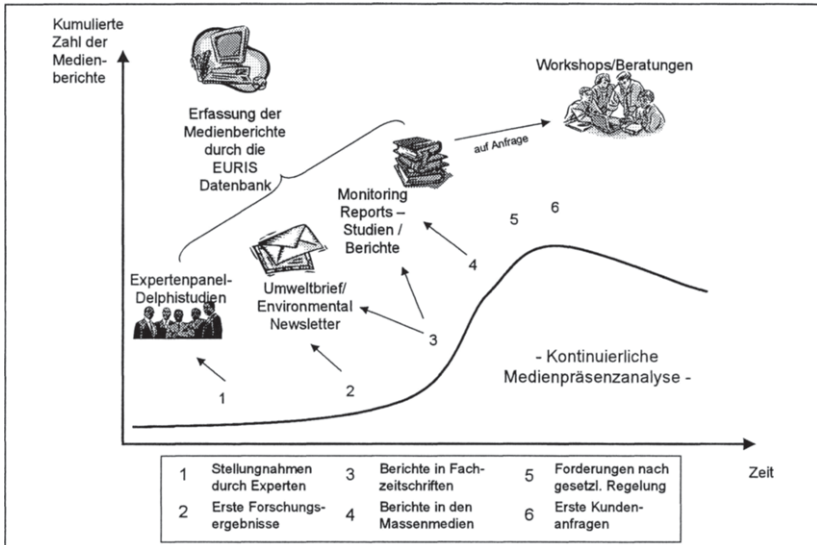 Kumulierte
Zahl der
Medien-
berichte
Erfassung der
Medienberichte
durch die
EURIS
Datenbank
Workshops/Beratungen
auf Anfrage
Monitoring
Reports –
Studien /
Berichte
Expertenpanel-
Delphistudien
Umweltbrief/
Environmental
Newsletter
1
2
3
4
5
6
- Kontinuierliche
Medienpräsenzanalyse -
Zeit
1 Stellungnahmen
durch Experten
2 Erste Forschungs-
ergebnisse
3 Berichte in Fach-
zeitschriften
4 Berichte in den
Massenmedien
5 Forderungen nach
gesetzl. Regelung
6 Erste Kunden-
anfragen